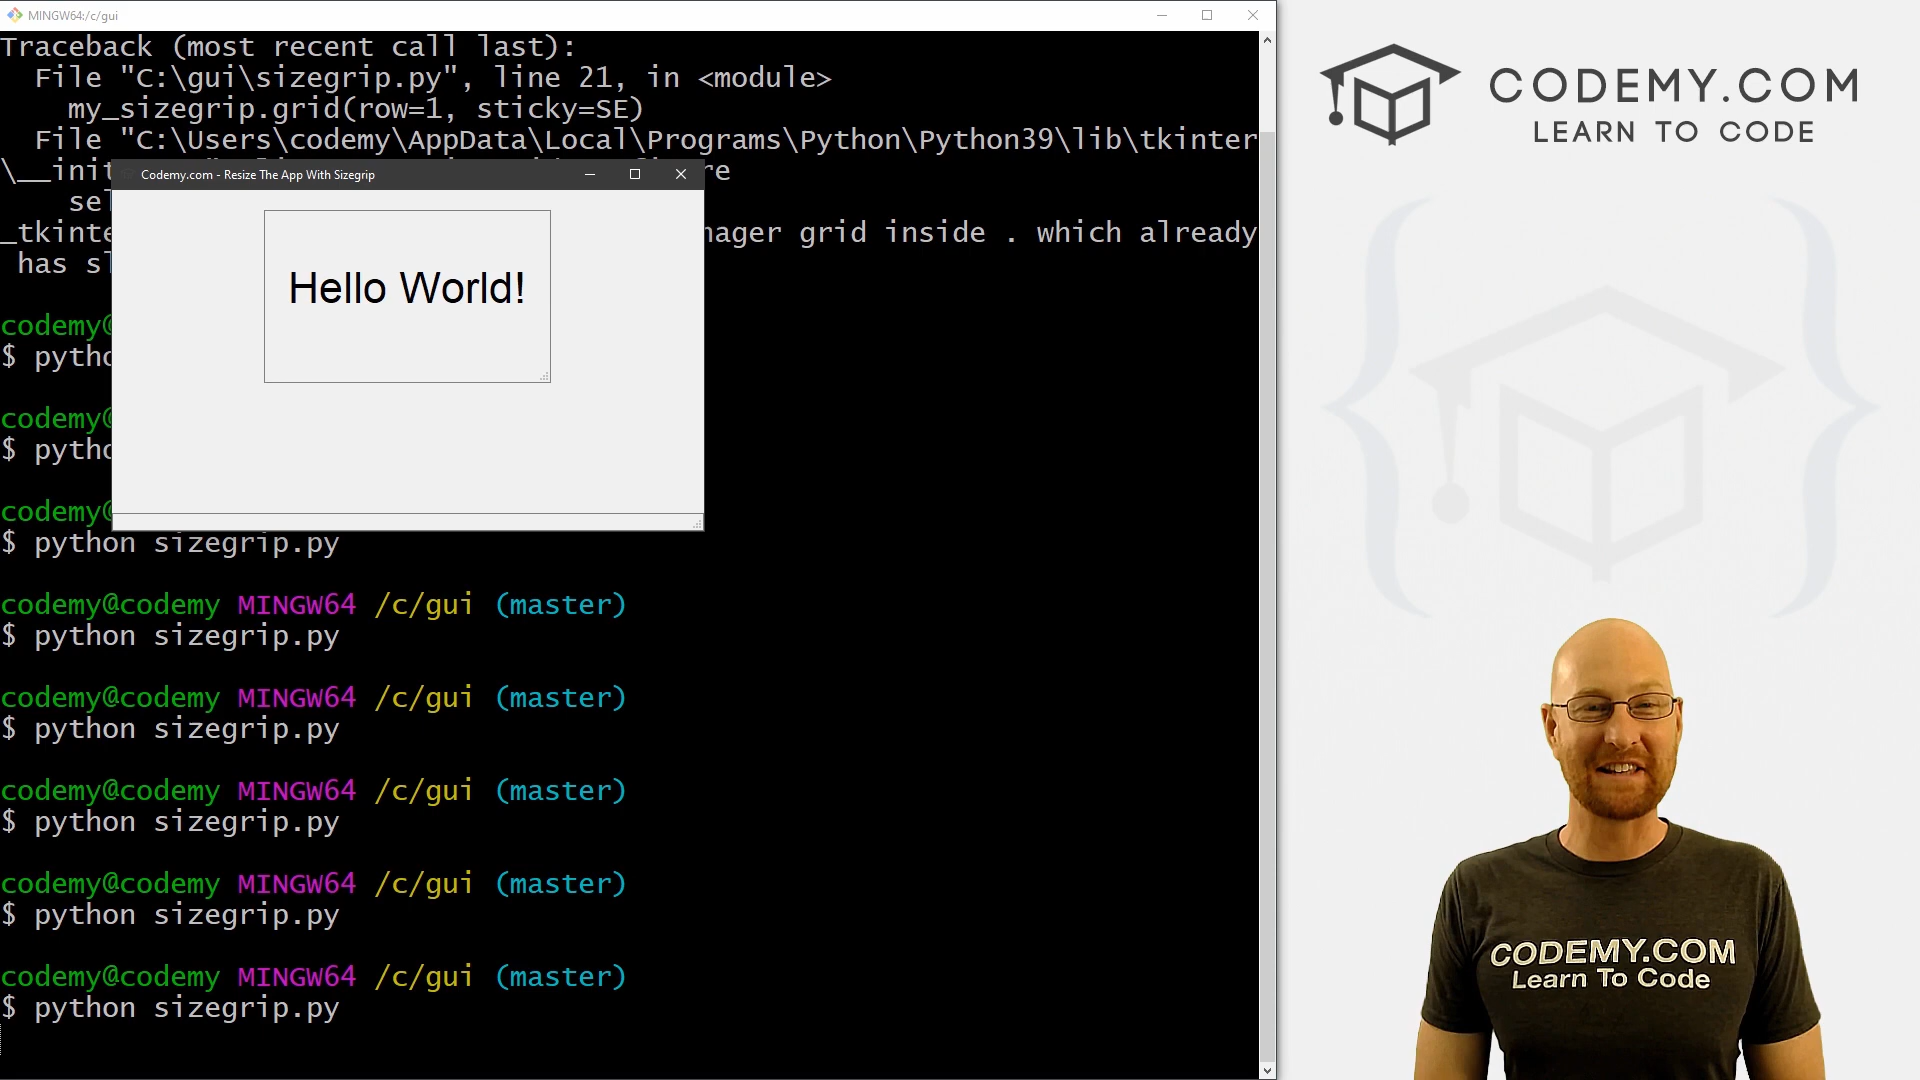 MINGW64:/c/gui
Traceback (most recent call last):
File "C:\gui\sizegrip.py", line 21, in <module>
my_sizegrip.grid(row=1, sticky=SE)
File "C:\Users\codemy\AppData\Local\Programs\Python\Python39\lib\tkinter
\__init
Codemy.com - Resize The App With Sizegrip
_tkinte
grid inside . which already
has
Hello World!
codemy@
$ pytho
codemy@
$ pytho
codemy@
$ python sizegrip.py
codemy@codemy MINGW64 /c/gui (master)
$ python sizegrip.py
codemy@codemy MINGW64 /c/gui (master)
$ python sizegrip.py
codemy@codemy MINGW64 /c/gui (master)
$ python sizegrip.py
codemy@codemy MINGW64 /c/gui (master)
$ python sizegrip.py
codemy@codemy MINGW64 /c/gui (master)
$ python sizegrip.py
CODEMY.COM
LEARN TO CODE
CODEMY.COM
Learn To Code